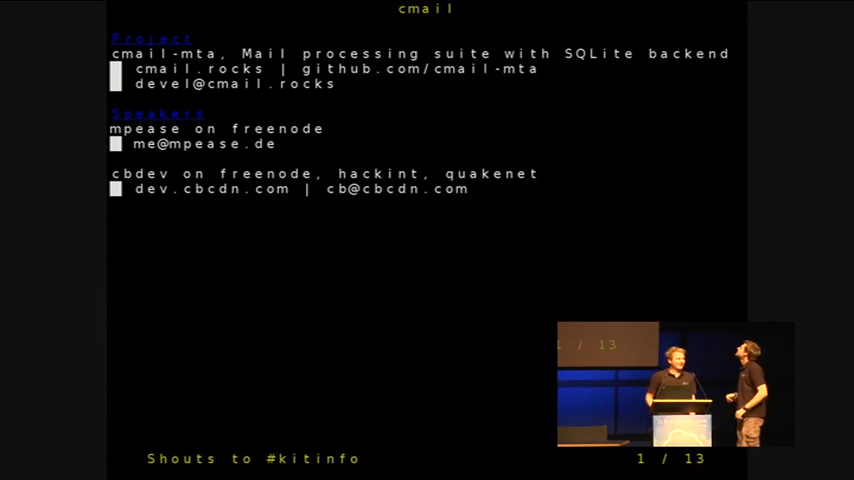 cmail
Project
cmail-mta, Mail processing suite with SQLite backend
cmail.rocks | github.com/cmail-mta
devel@cmail.rocks
Speakers
mpease on freenode
me@mpease.de
cbdev on freenode, hackint, quakenet
dev.cbcdn.com | cb@cbcdn.com
1 / 13
Shouts to #kitinfo
1 / 13